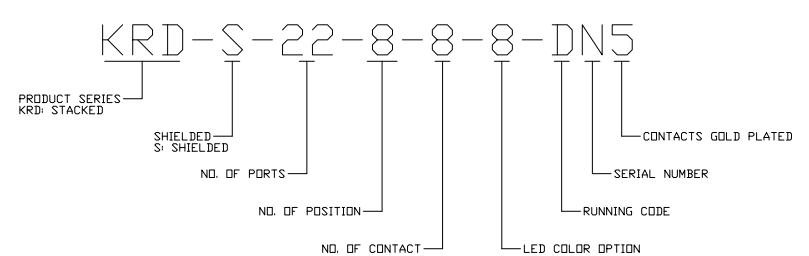 KRD-S-22-8-8-8-DN5
PRODUCT SERIES
KRD: STACKED
SHIELDED
S: SHIELDED
CONTACTS GOLD PLATED
NO. OF PORTS
SERIAL NUMBER
NO. OF POSITION
RUNNING CODE
NO. OF CONTACT
LED COLOR OPTION